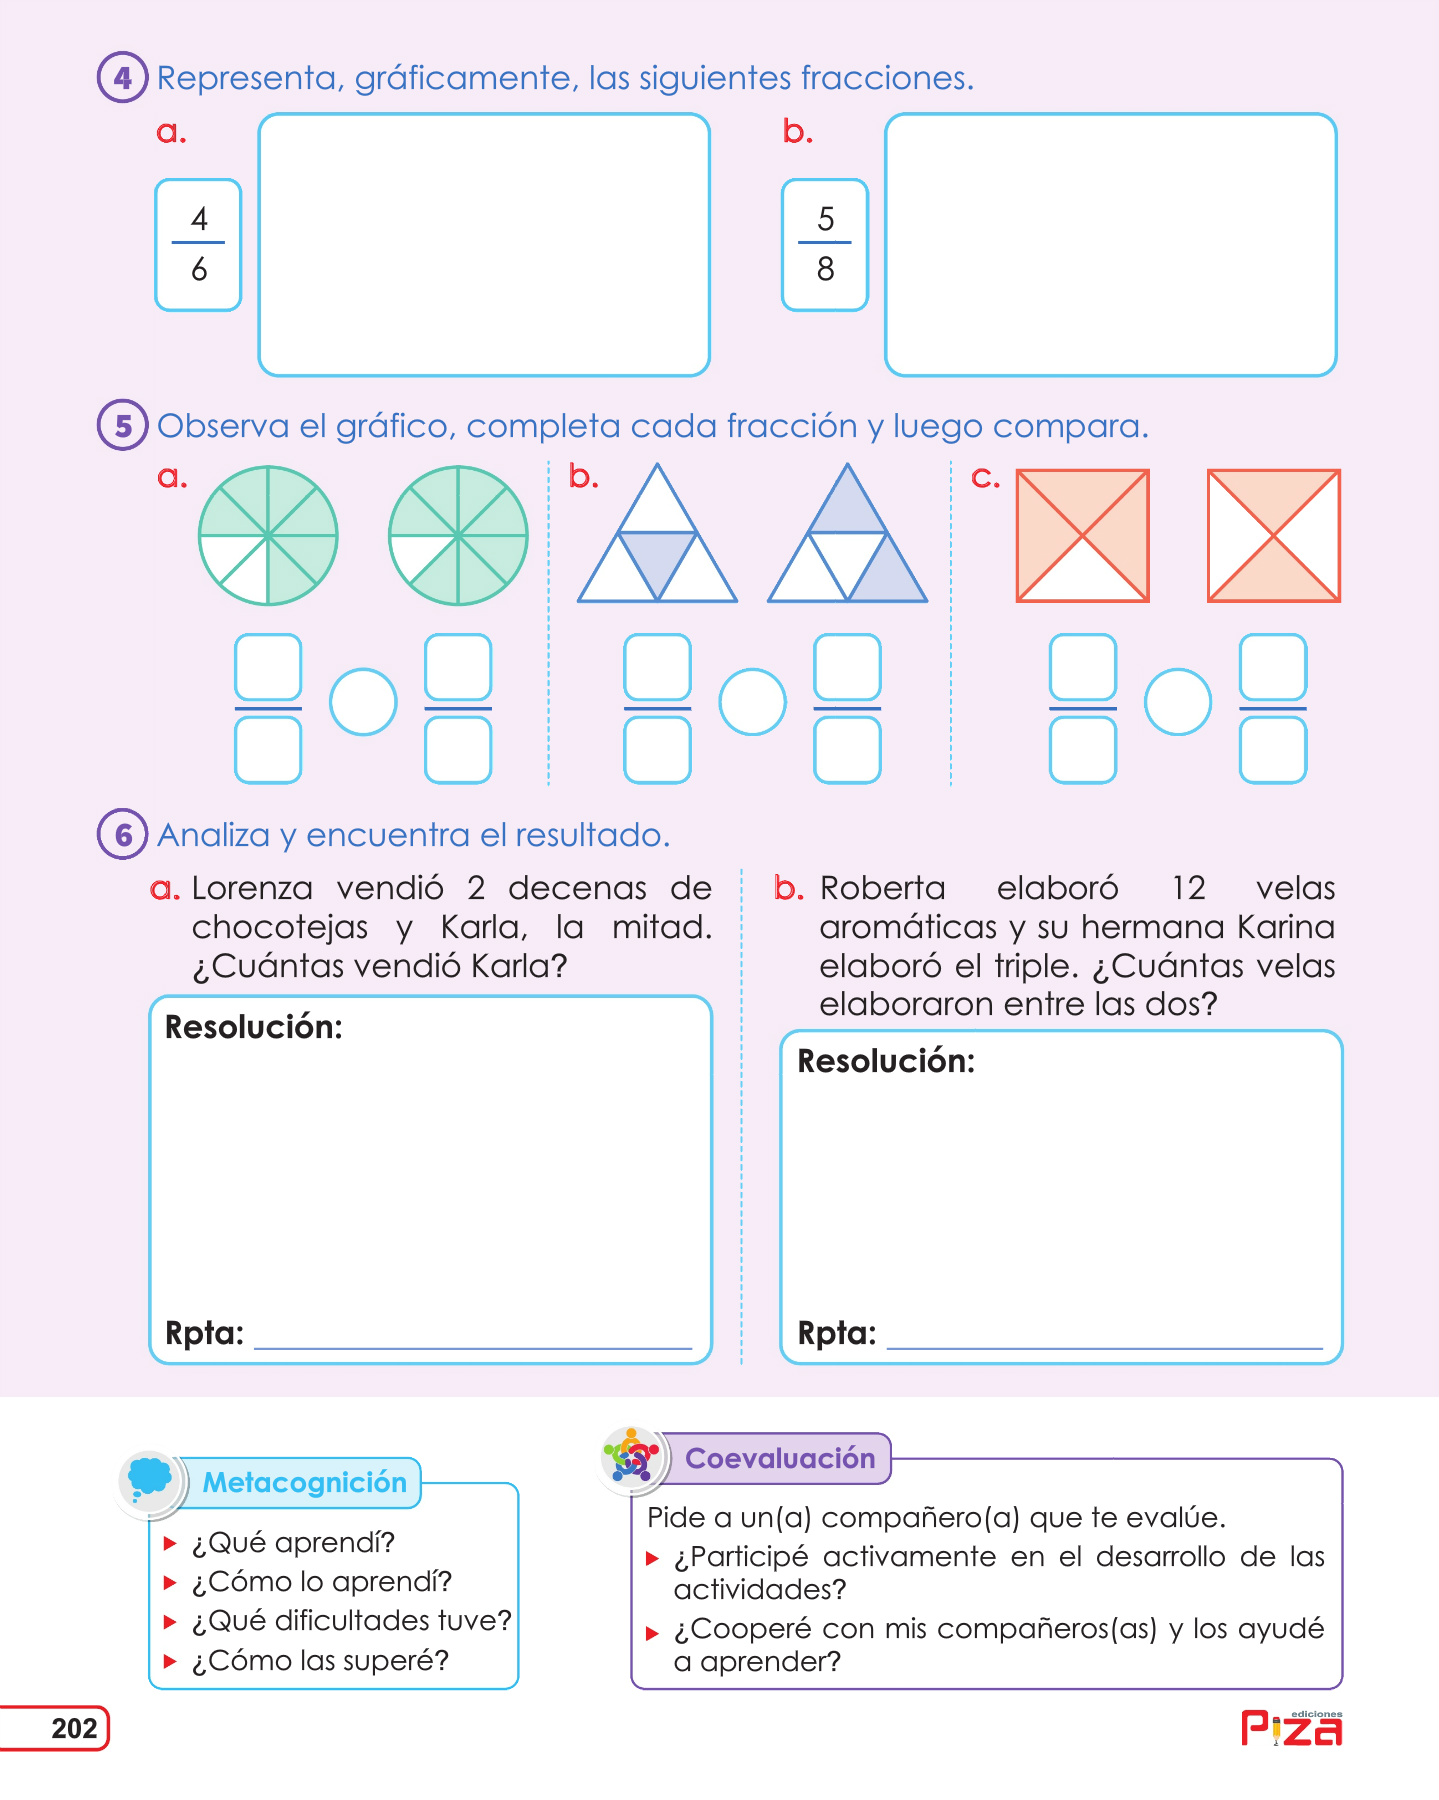 4 Representa, gráficamente, las siguientes fracciones.
a.
4
6
b.
5
8
5 Observa el gráfico, completa cada fracción y luego compara.
a.
b.
c.
6 Analiza y encuentra el resultado.
a. Lorenza vendió 2 decenas de
chocotejas y Karla, la mitad.
¿Cuántas vendió Karla?
Resolución:
Rpta:
b. Roberta elaboró 12 velas
aromáticas y su hermana Karina
elaboró el triple. ¿Cuántas velas
elaboraron entre las dos?
Resolución:
Rpta:
Metacognición
¿Qué aprendí?
¿Cómo lo aprendí?
¿Qué dificultades tuve?
¿Cómo las superé?
Coevaluación
Pide a un(a) compañero(a) que te evalúe.
¿Participé activamente en el desarrollo de las
actividades?
¿Cooperé con mis compañeros(as) y los ayudé
a aprender?
202
ediciones
Piza